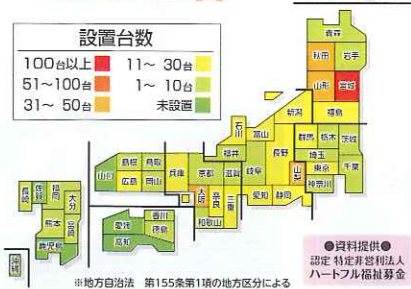 設置台数
100台以上 11～ 30台
51～100台 1～ 10台
31～ 50台 未設置
青森
秋田 岩手
山形 宮城
新潟 福島
石川 富山 群馬 栃木 茨城
福井 岐阜 長野 埼玉
山梨 東京 千葉
神奈川
島根 鳥取 兵庫 京都 滋賀
山口 広島 岡山 大阪 奈良 三重 愛知 静岡
和歌山
長崎 佐賀 福岡 大分
熊本 宮崎
鹿児島
愛媛 香川
高知 徳島
沖縄
※地方自治法 第155条第1項の地方区分による
●資料提供●
認定 特定非営利法人
ハートフル福祉募金